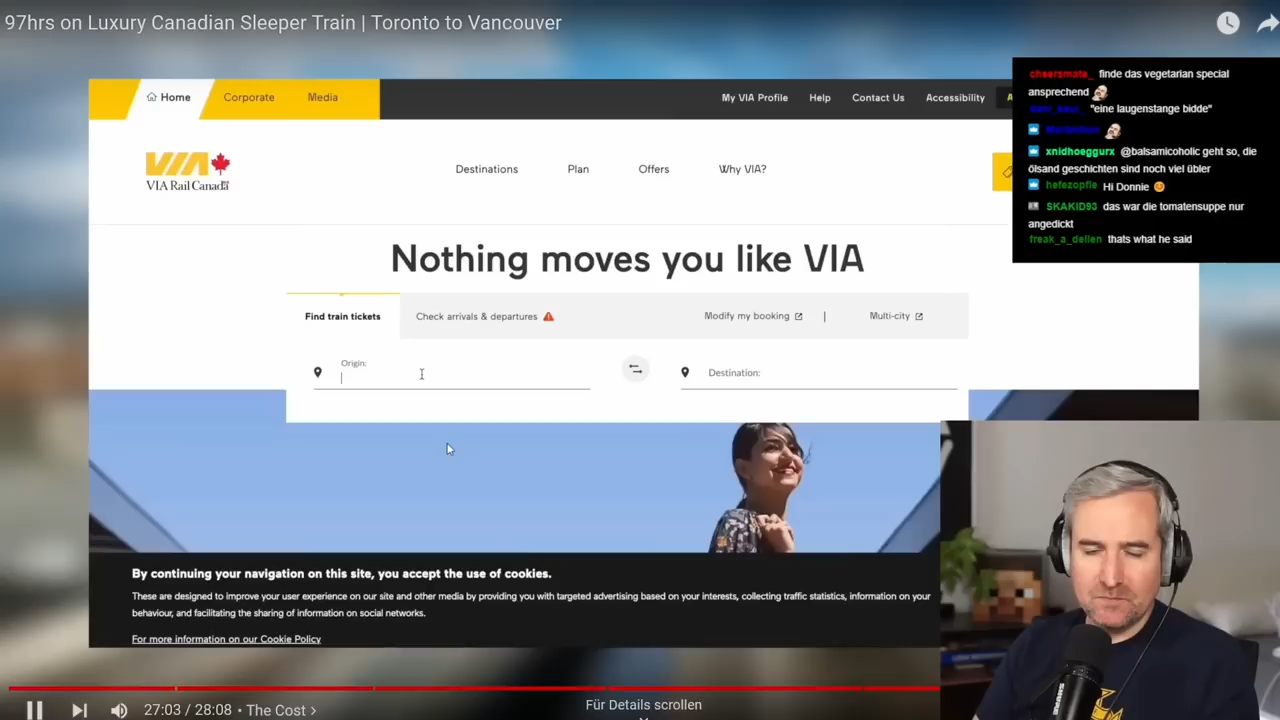 97hrs on Luxury Canadian Sleeper Train | Toronto to Vancouver
Home
Corporate
Media
My VIA Profile
Help
Contact Us
Accessibility
A
cheersmate_ finde das vegetarian special
ansprechend
"eine laugenstange bidde"
xnidhoeggurx @balsamicoholic geht so, die
ölsand geschichten sind noch viel übler
hefezopfle Hi Donnie
SKAKID93 das war die tomatensuppe nur
angedickt
freak_a_dellen thats what he said
VIA
VIA Rail Canada
Destinations
Plan
Offers
Why VIA?
Nothing moves you like VIA
Find train tickets
Check arrivals & departures
Modify my booking
|
Multi-city
Origin:
Destination:
By continuing your navigation on this site, you accept the use of cookies.
These are designed to improve your user experience on our site and other media by providing you with targeted advertising based on your interests, collecting traffic statistics, information on your
behaviour, and facilitating the sharing of information on social networks.
For more information on our Cookie Policy
SHURE
27:03 / 28:08 • The Cost >
Für Details scrollen